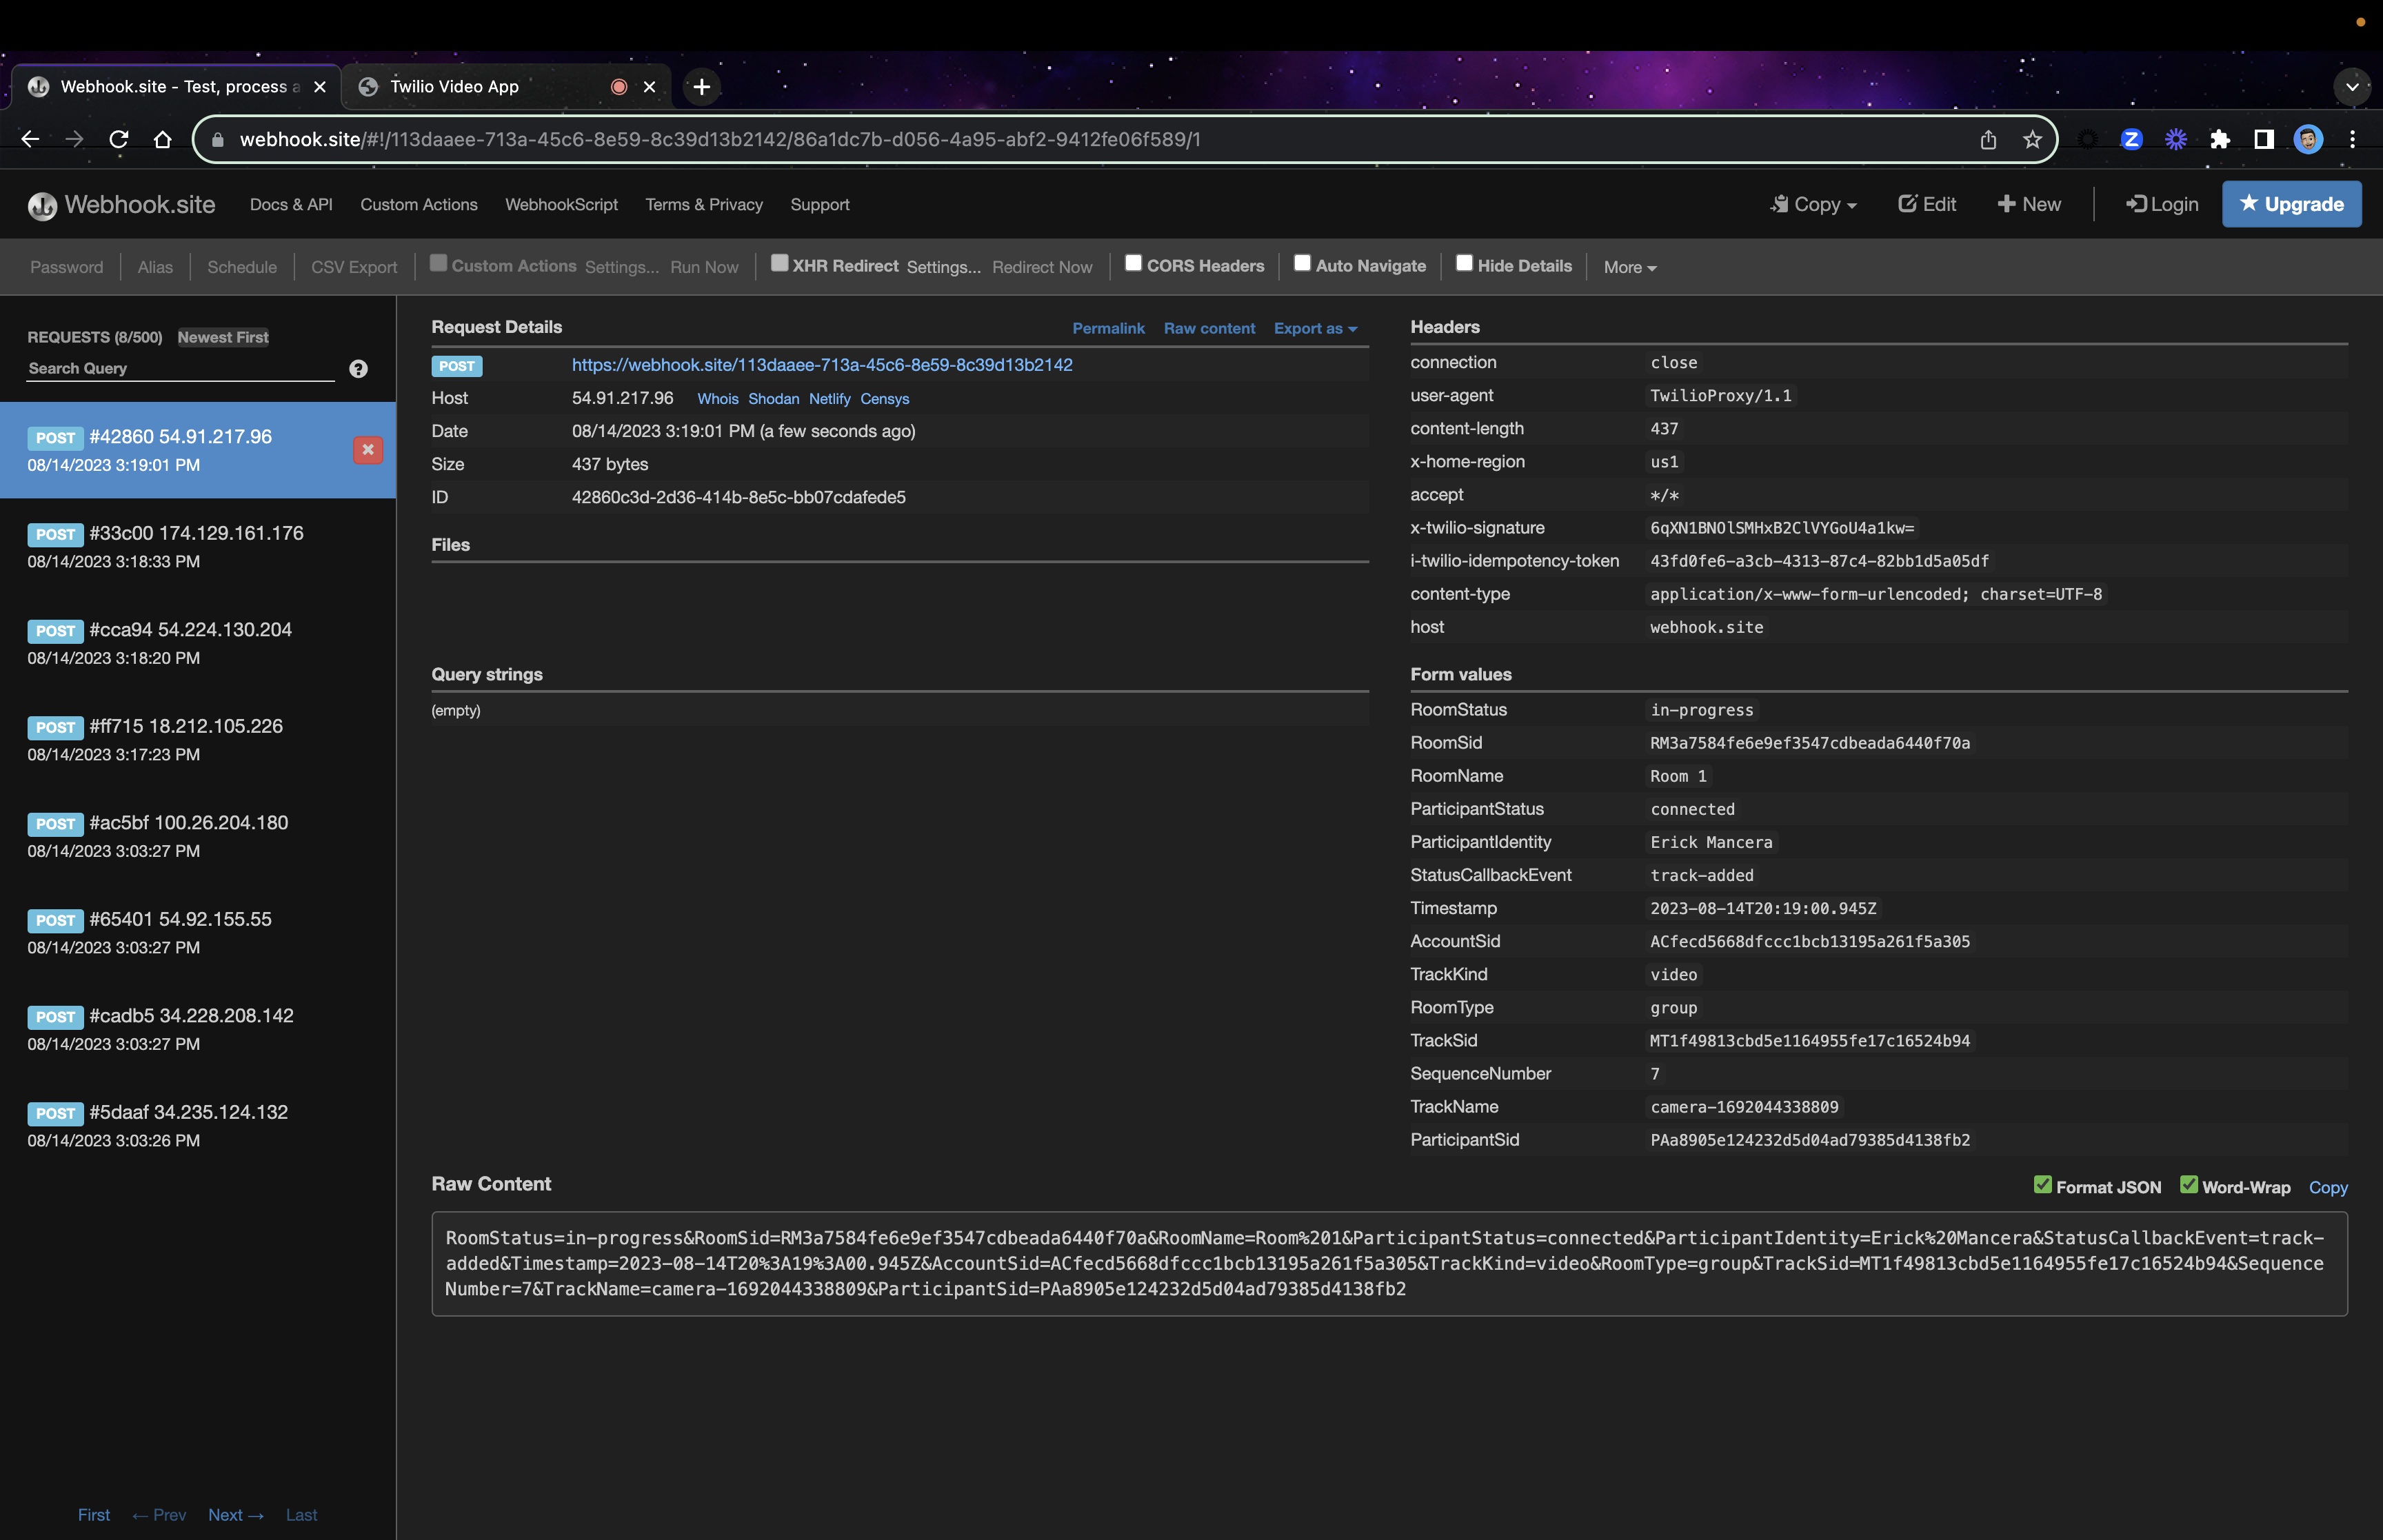 Webhook.site - Test, process a
Twilio Video App
webhook.site/#!/113daaee-713a-45c6-8e59-8c39d13b2142/86a1dc7b-d056-4a95-abf2-9412fe06f589/1
Webhook.site Docs & API Custom Actions WebhookScript Terms & Privacy Support Copy Edit New Login Upgrade
Password Alias Schedule CSV Export Custom Actions Settings... Run Now XHR Redirect Settings... Redirect Now CORS Headers Auto Navigate Hide Details More
REQUESTS (8/500) Newest First
Search Query
POST #42860 54.91.217.96
08/14/2023 3:19:01 PM
POST #33c00 174.129.161.176
08/14/2023 3:18:33 PM
POST #cca94 54.224.130.204
08/14/2023 3:18:20 PM
POST #ff715 18.212.105.226
08/14/2023 3:17:23 PM
POST #ac5bf 100.26.204.180
08/14/2023 3:03:27 PM
POST #65401 54.92.155.55
08/14/2023 3:03:27 PM
POST #cadb5 34.228.208.142
08/14/2023 3:03:27 PM
POST #5daaf 34.235.124.132
08/14/2023 3:03:26 PM
First ← Prev Next → Last
Request Details Permalink Raw content Export as
POST https://webhook.site/113daaee-713a-45c6-8e59-8c39d13b2142
Host 54.91.217.96 Whois Shodan Netlify Censys
Date 08/14/2023 3:19:01 PM (a few seconds ago)
Size 437 bytes
ID 42860c3d-2d36-414b-8e5c-bb07cdafede5
Files
Query strings
(empty)
Headers
connection close
user-agent TwilioProxy/1.1
content-length 437
x-home-region us1
accept */*
x-twilio-signature 6qXN1BNOlSMHxB2ClVYGoU4a1kw=
i-twilio-idempotency-token 43fd0fe6-a3cb-4313-87c4-82bb1d5a05df
content-type application/x-www-form-urlencoded; charset=UTF-8
host webhook.site
Form values
RoomStatus in-progress
RoomSid RM3a7584fe6e9ef3547cdbeada6440f70a
RoomName Room 1
ParticipantStatus connected
ParticipantIdentity Erick Mancera
StatusCallbackEvent track-added
Timestamp 2023-08-14T20:19:00.945Z
AccountSid ACfecd5668dfccc1bcb13195a261f5a305
TrackKind video
RoomType group
TrackSid MT1f49813cbd5e1164955fe17c16524b94
SequenceNumber 7
TrackName camera-1692044338809
ParticipantSid PAa8905e124232d5d04ad79385d4138fb2
Raw Content Format JSON Word-Wrap Copy
RoomStatus=in-progress&RoomSid=RM3a7584fe6e9ef3547cdbeada6440f70a&RoomName=Room%201&ParticipantStatus=connected&ParticipantIdentity=Erick%20Mancera&StatusCallbackEvent=track-
added&Timestamp=2023-08-14T20%3A19%3A00.945Z&AccountSid=ACfecd5668dfccc1bcb13195a261f5a305&TrackKind=video&RoomType=group&TrackSid=MT1f49813cbd5e1164955fe17c16524b94&Sequence
Number=7&TrackName=camera-1692044338809&ParticipantSid=PAa8905e124232d5d04ad79385d4138fb2